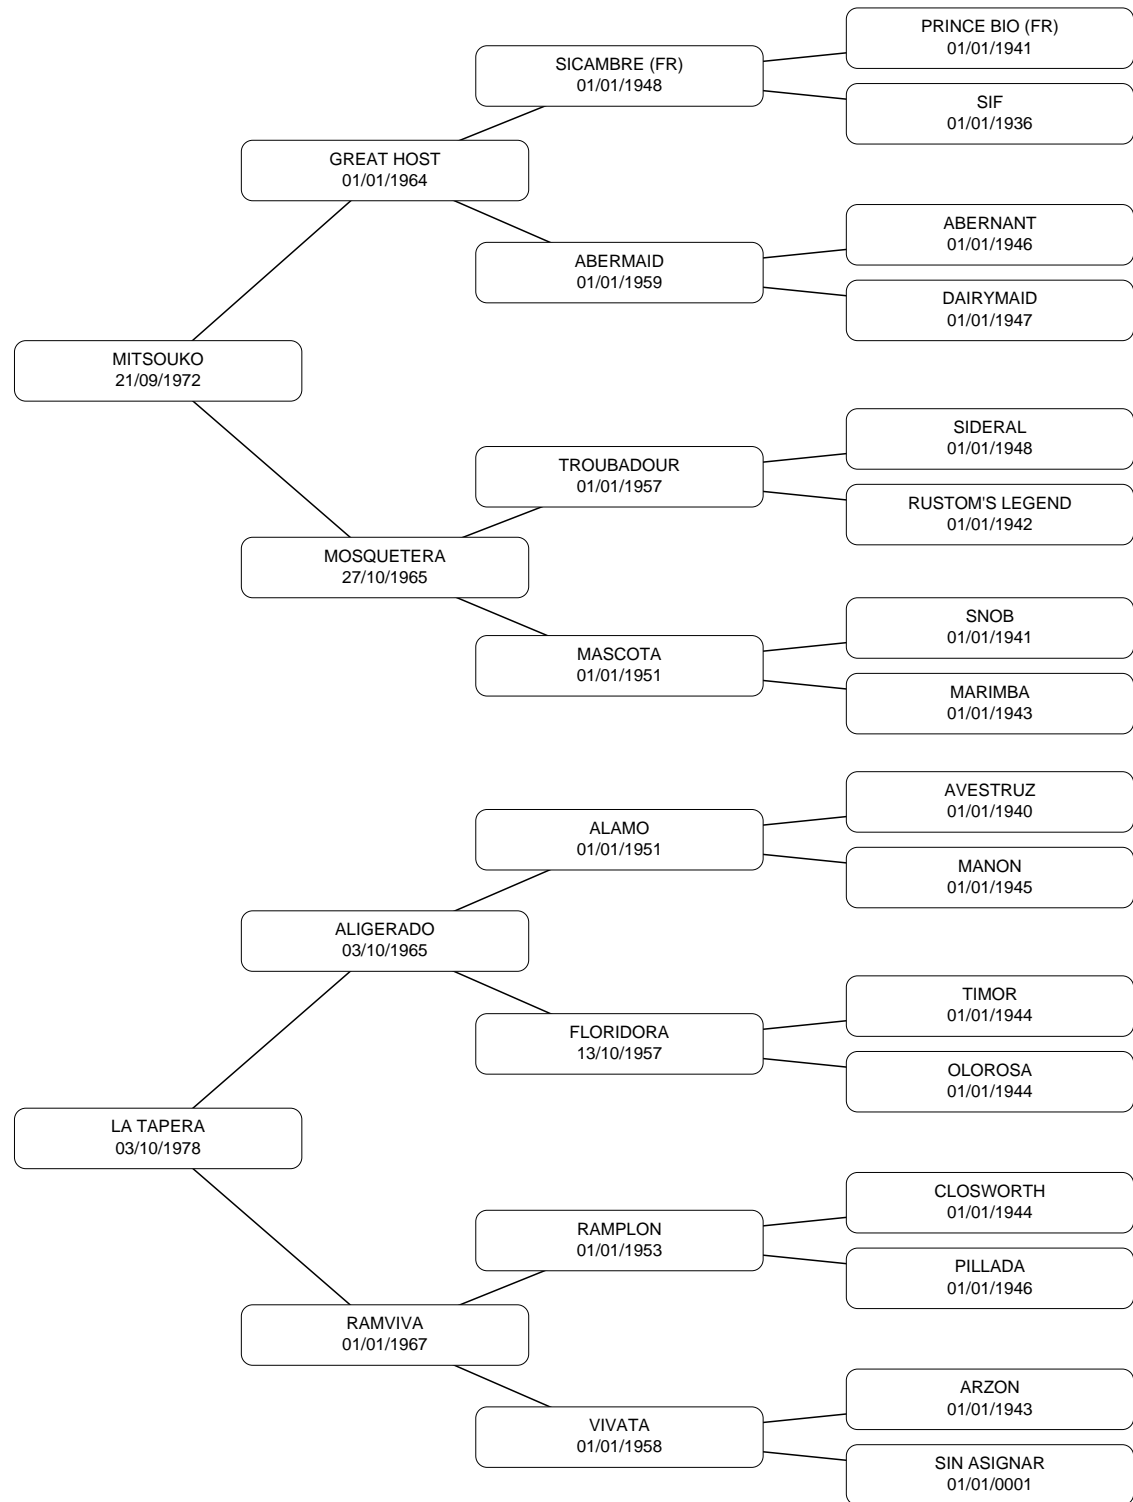 PRINCE BIO (FR)
01/01/1941
SICAMBRE (FR)
01/01/1948
SIF
01/01/1936
GREAT HOST
01/01/1964
ABERNANT
01/01/1946
ABERMAID
01/01/1959
DAIRYMAID
01/01/1947
MITSOUKO
21/09/1972
SIDERAL
01/01/1948
TROUBADOUR
01/01/1957
RUSTOM'S LEGEND
01/01/1942
MOSQUETERA
27/10/1965
SNOB
01/01/1941
MASCOTA
01/01/1951
MARIMBA
01/01/1943
AVESTRUZ
01/01/1940
ALAMO
01/01/1951
MANON
01/01/1945
ALIGERADO
03/10/1965
TIMOR
01/01/1944
FLORIDORA
13/10/1957
OLOROSA
01/01/1944
LA TAPERA
03/10/1978
CLOSWORTH
01/01/1944
RAMPLON
01/01/1953
PILLADA
01/01/1946
RAMVIVA
01/01/1967
ARZON
01/01/1943
VIVATA
01/01/1958
SIN ASIGNAR
01/01/0001